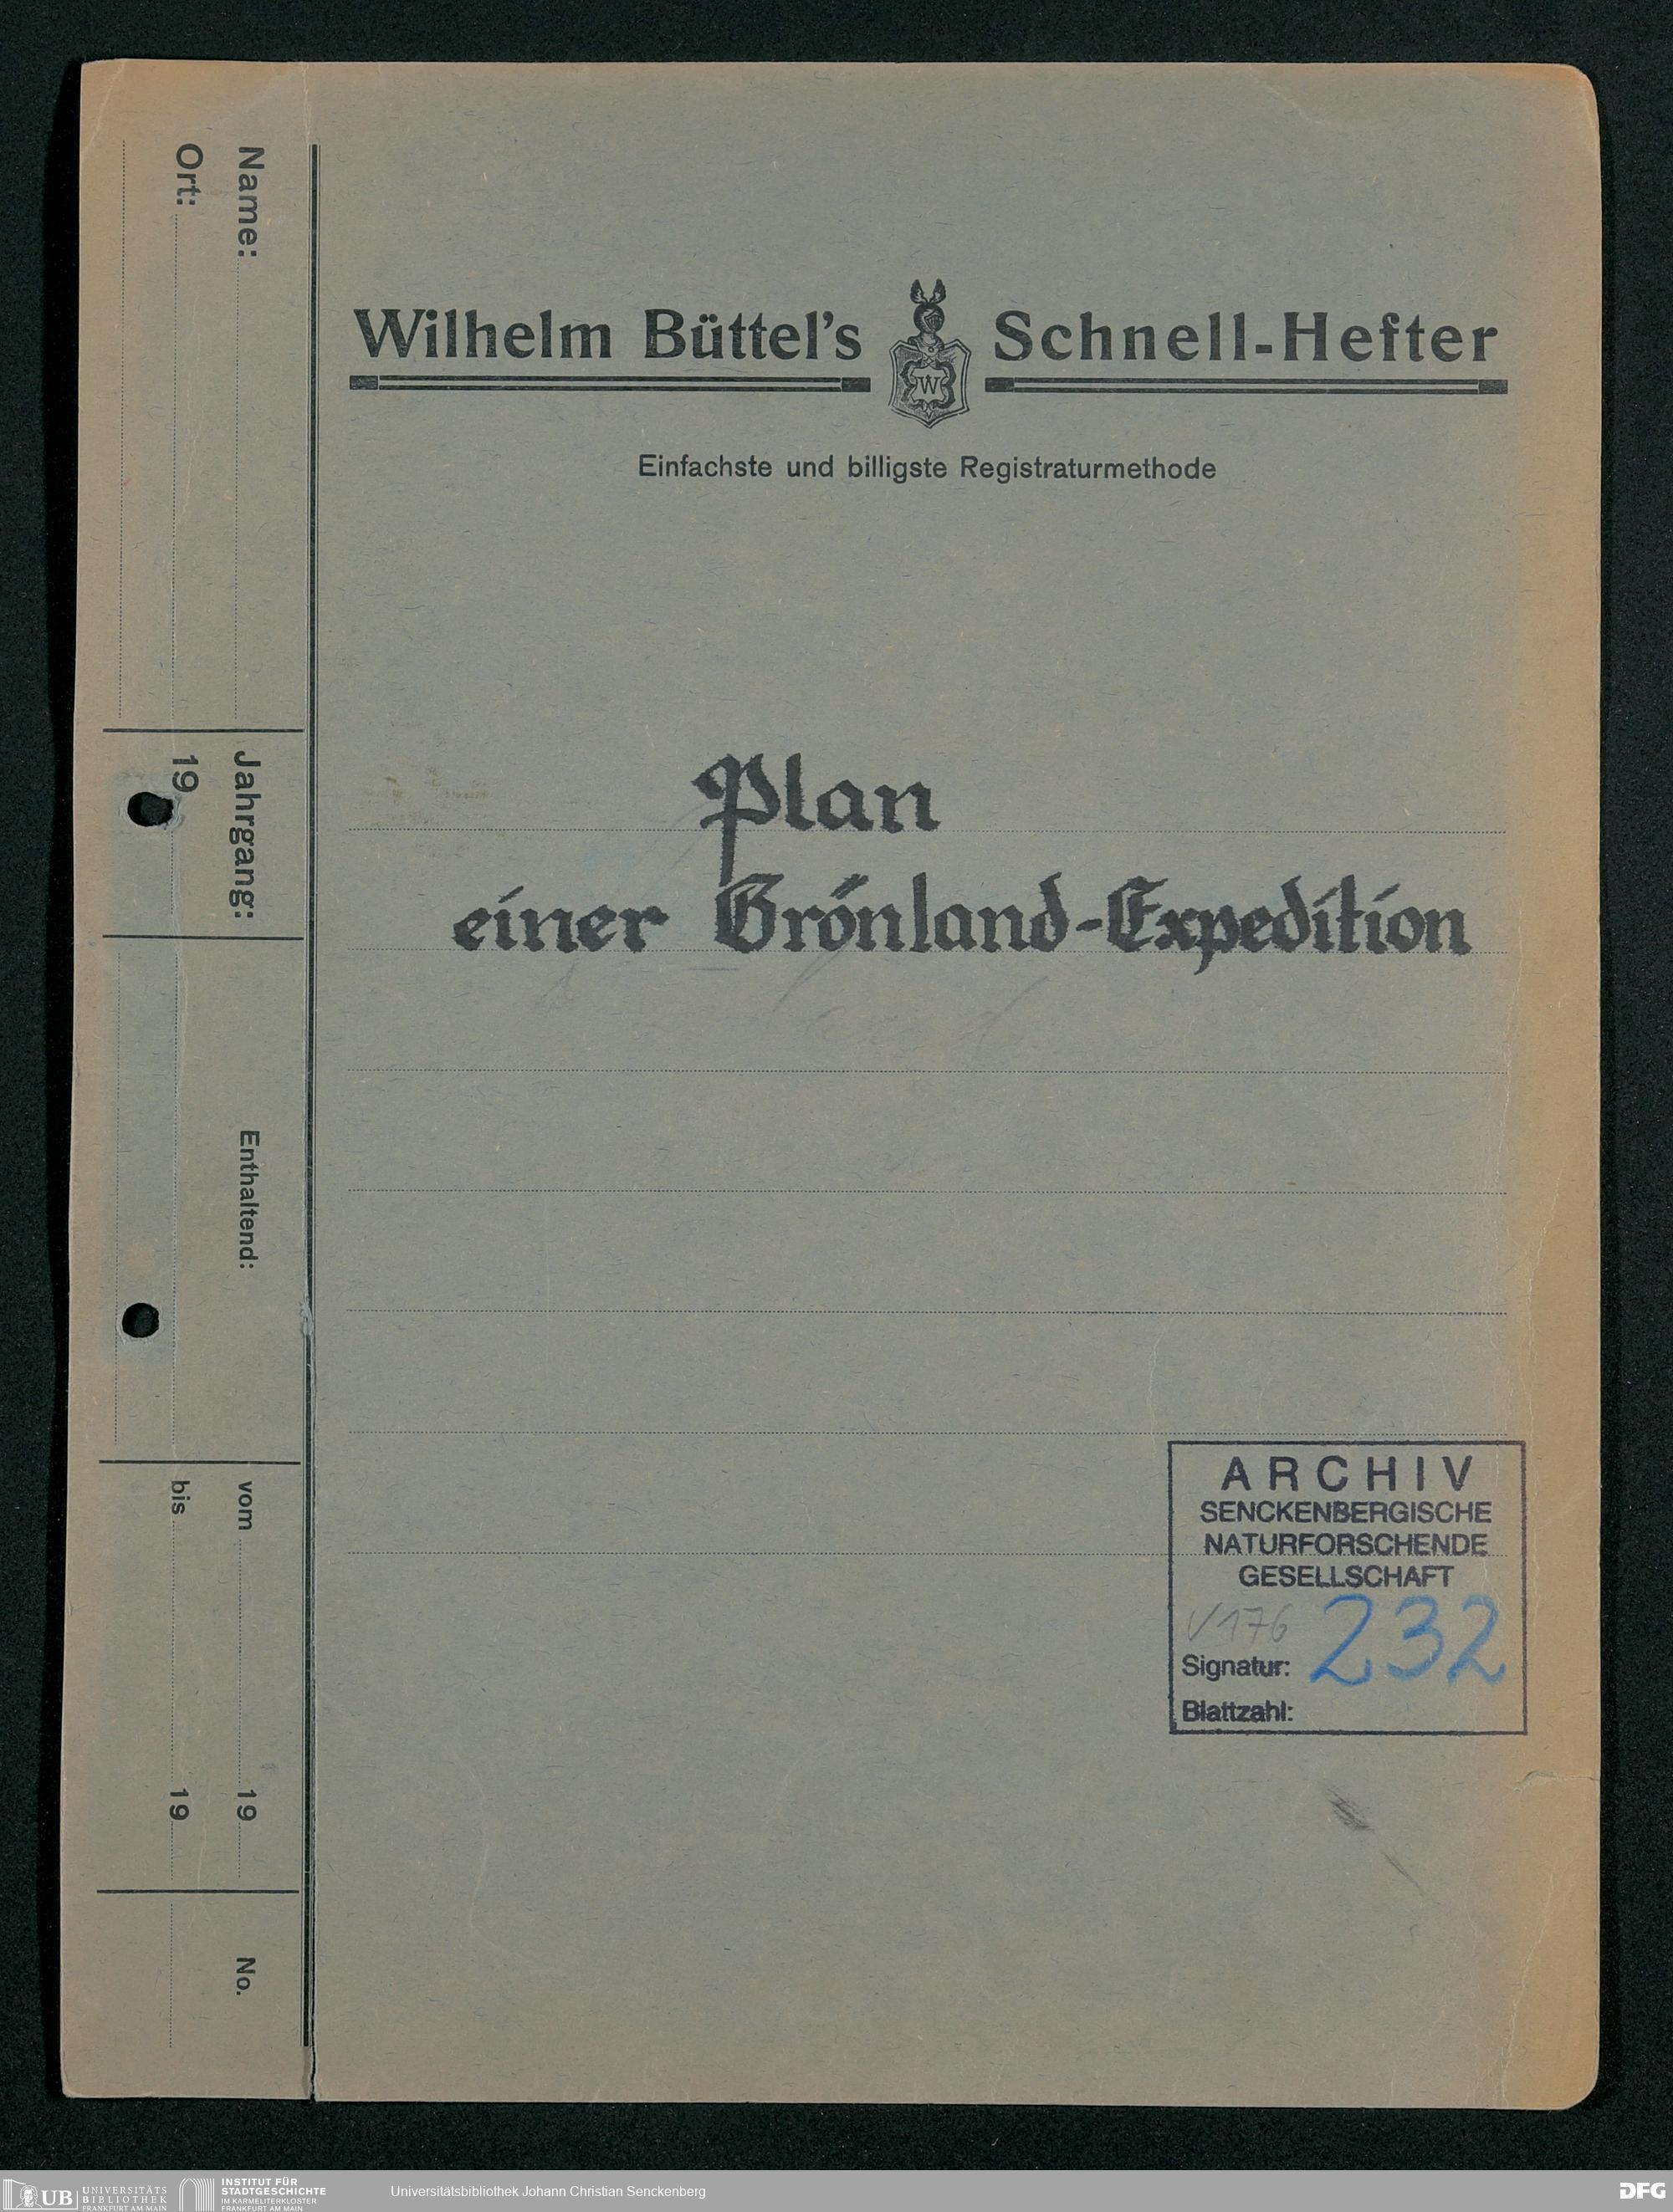 Name:
Ort:
Jahrgang:
19
Enthaltend:
vom 19
bis 19
No.
Wilhelm Büttel's W Schnell-Hefter
Einfachste und billigste Registraturmethode
Plan
einer Grönland-Expedition
ARCHIV
SENCKENBERGISCHE
NATURFORSCHENDE
GESELLSCHAFT
V 176
Signatur: 232
Blattzahl:
UB UNIVERSITÄTS
BIBLIOTHEK
FRANKFURT AM MAIN
INSTITUT FÜR
STADTGESCHICHTE
IM KARMELITERKLOSTER
FRANKFURT AM MAIN
Universitätsbibliothek Johann Christian Senckenberg
DFG